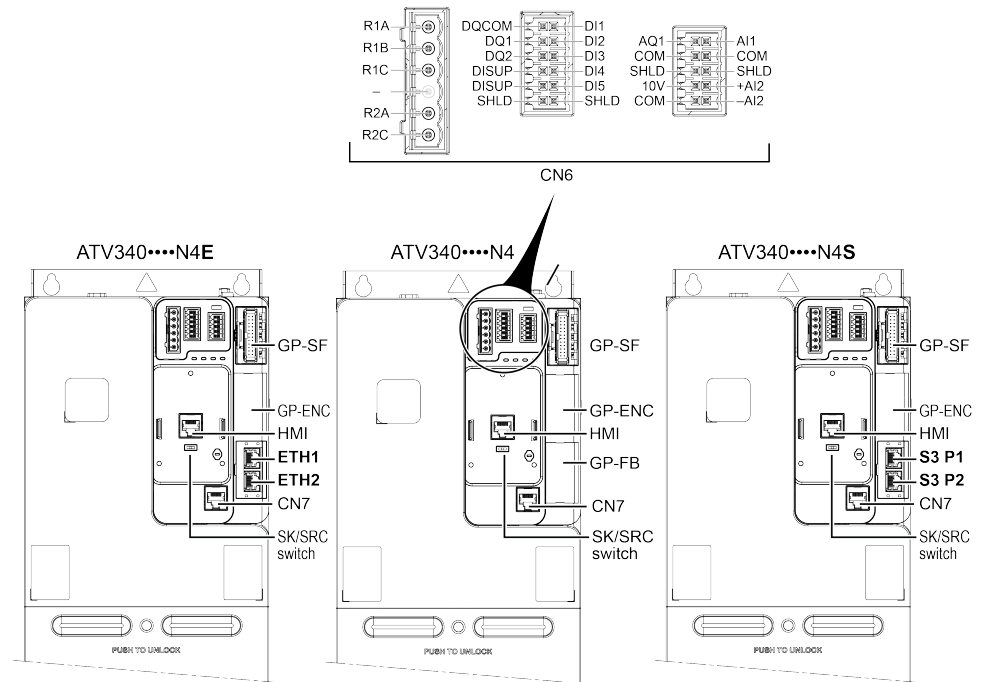 R1A
R1B
R1C
–
R2A
R2C
DQCOM DI1
DQ1 DI2
DQ2 DI3
DISUP DI4
DISUP DI5
SHLD SHLD
AQ1 AI1
COM COM
SHLD SHLD
10V +AI2
COM –AI2
CN6
ATV340••••N4E
GP-SF
GP-ENC
HMI
ETH1
ETH2
CN7
SK/SRC
switch
PUSH TO UNLOCK
ATV340••••N4
GP-SF
GP-ENC
HMI
GP-FB
CN7
SK/SRC
switch
PUSH TO UNLOCK
ATV340••••N4S
GP-SF
GP-ENC
HMI
S3 P1
S3 P2
CN7
SK/SRC
switch
PUSH TO UNLOCK